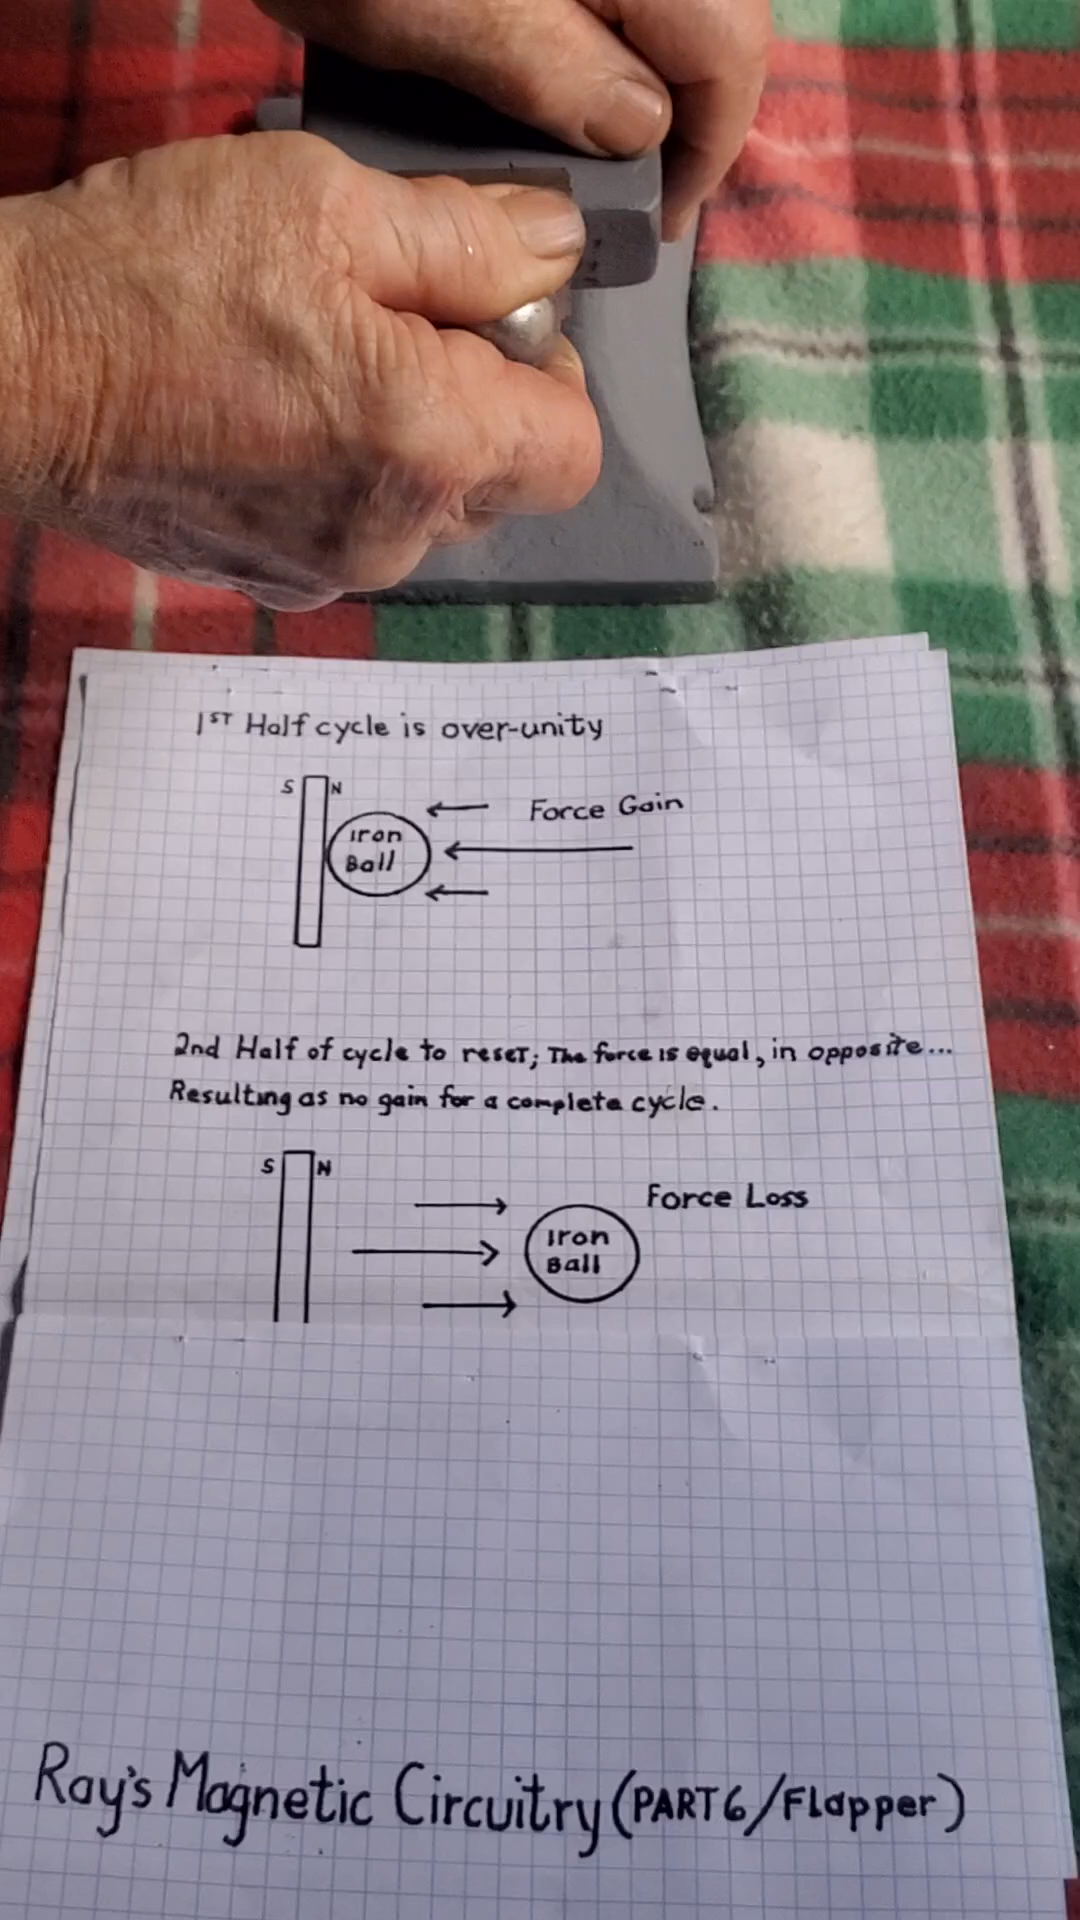 1ST Half cycle is over-unity
S N
Iron
Ball
Force Gain
2nd Half of cycle to reset; The force is equal, in opposite...
Resulting as no gain for a complete cycle.
S N
Force Loss
Iron
Ball
Ray's Magnetic Circuitry (PART 6/Flapper)